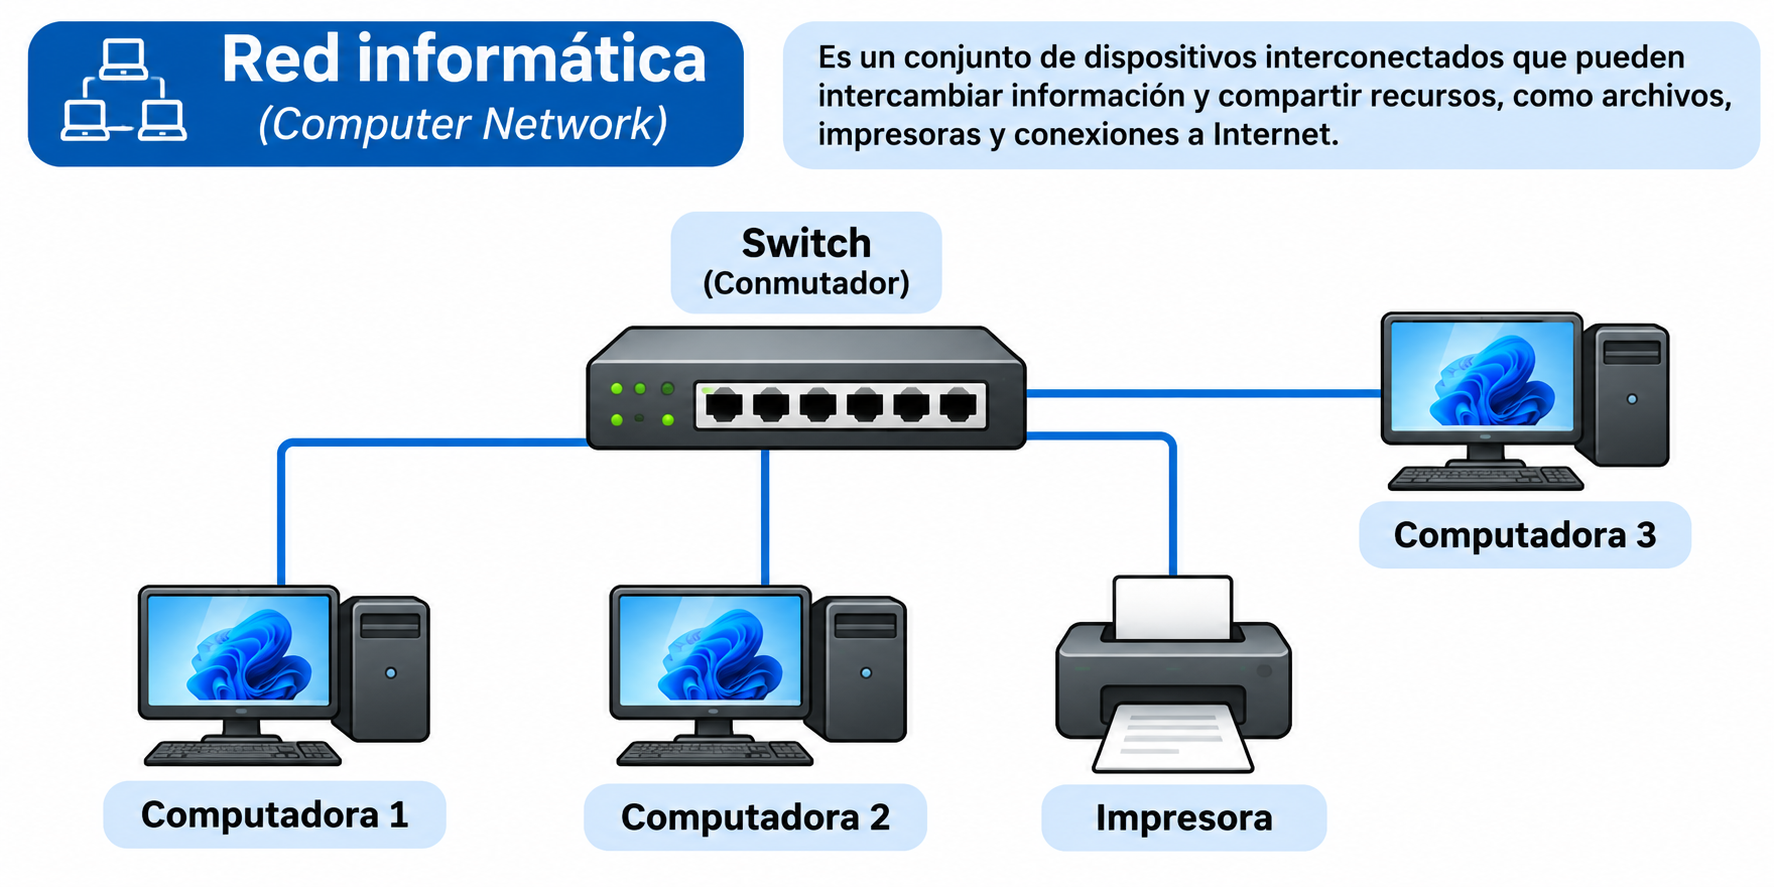 Red informática
(Computer Network)
Es un conjunto de dispositivos interconectados que pueden
intercambiar información y compartir recursos, como archivos,
impresoras y conexiones a Internet.
Switch
(Conmutador)
Computadora 3
Computadora 1
Computadora 2
Impresora